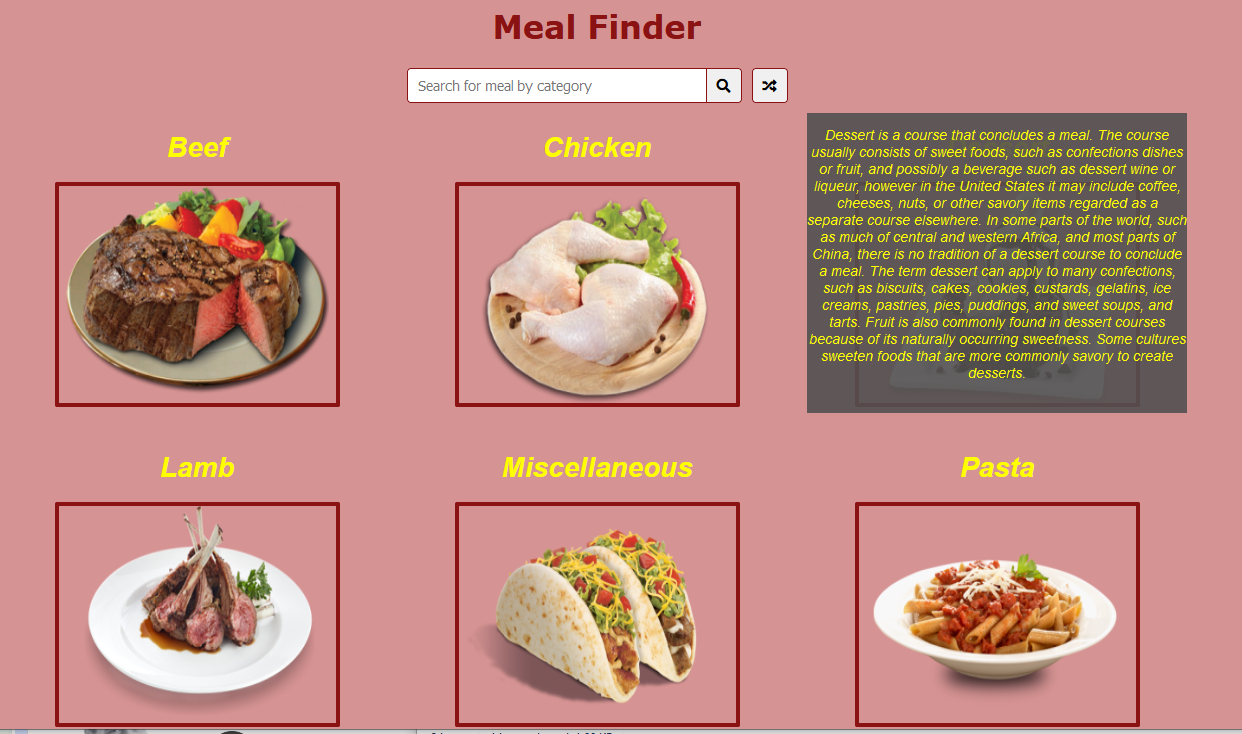 Meal Finder
Search for meal by category
Beef
Chicken
Dessert is a course that concludes a meal. The course
usually consists of sweet foods, such as confections dishes
or fruit, and possibly a beverage such as dessert wine or
liqueur, however in the United States it may include coffee,
cheeses, nuts, or other savory items regarded as a
separate course elsewhere. In some parts of the world, such
as much of central and western Africa, and most parts of
China, there is no tradition of a dessert course to conclude
a meal. The term dessert can apply to many confections,
such as biscuits, cakes, cookies, custards, gelatins, ice
creams, pastries, pies, puddings, and sweet soups, and
tarts. Fruit is also commonly found in dessert courses
because of its naturally occurring sweetness. Some cultures
sweeten foods that are more commonly savory to create
desserts.
Lamb
Miscellaneous
Pasta